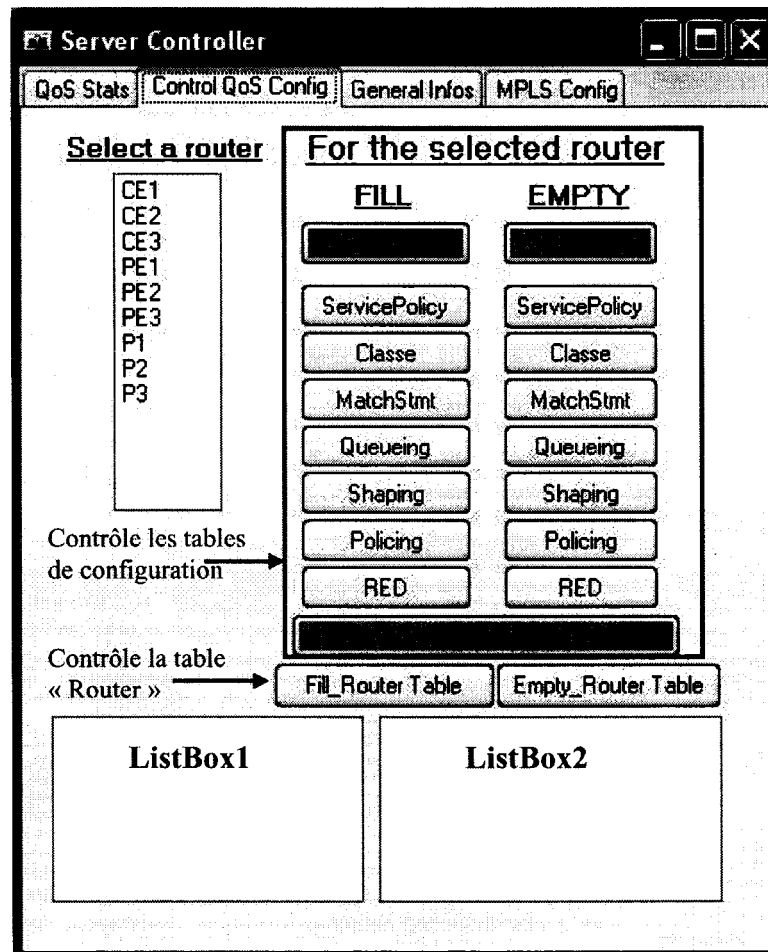 Server Controller
QoS Stats Control QoS Config General Infos MPLS Config
Select a router
CE1
CE2
CE3
PE1
PE2
PE3
P1
P2
P3
For the selected router
FILL EMPTY
ServicePolicy ServicePolicy
Classe Classe
MatchStmt MatchStmt
Queueing Queueing
Shaping Shaping
Policing Policing
RED RED
Contrôle les tables
de configuration
Contrôle la table
« Router »
Fill_Router Table Empty_Router Table
ListBox1 ListBox2